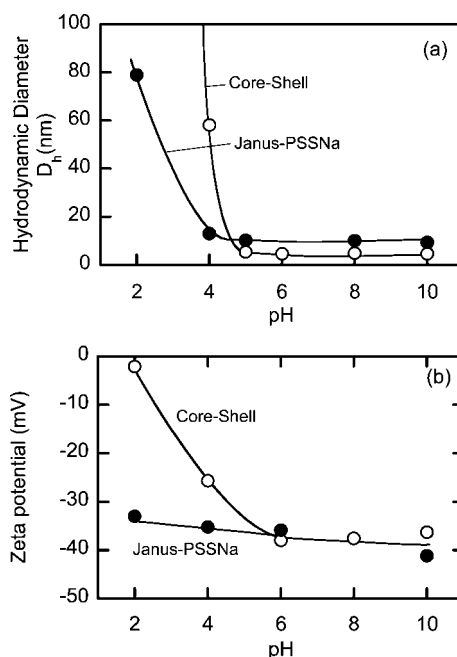 (a)
100
80
60
40
20
0
Hydrodynamic Diameter
Dh(nm)
Core-Shell
Janus-PSSNa
2 4 6 8 10
pH
(b)
0
-10
-20
-30
-40
-50
Zeta potential (mV)
Core-Shell
Janus-PSSNa
2 4 6 8 10
pH